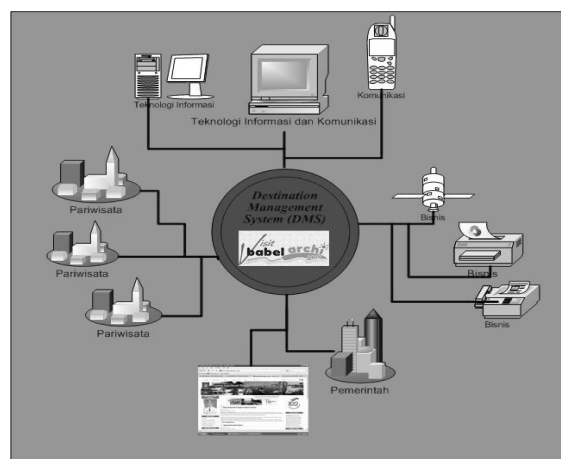 Teknologi Informasi
Komunikasi
Teknologi Informasi dan Komunikasi
Destination
Management
System (DMS)
Visit
babel archi
Pariwisata
Pariwisata
Pariwisata
Bisnis
Bisnis
Bisnis
Pemerintah